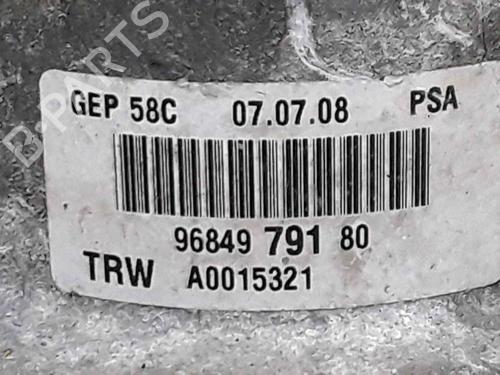 B-PARTS
GEP 58C 07.07.08 PSA
96849 791 80
TRW A0015321